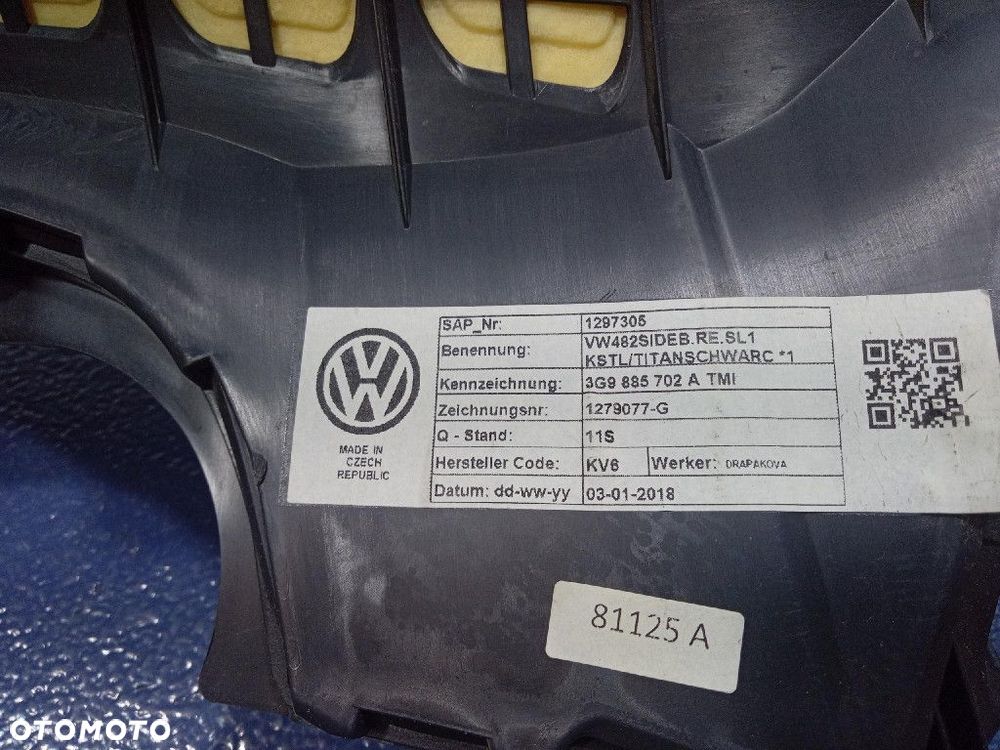 SAP_Nr: 1297305
Benennung: VW482SIDEB.RE.SL1
KSTL/TITANSCHWARC *1
Kennzeichnung: 3G9 885 702 A TMI
Zeichnungsnr: 1279077-G
Q - Stand: 11S
Hersteller Code: KV6 Werker: DRAPAKOVA
Datum: dd-ww-yy 03-01-2018
MADE IN
CZECH
REPUBLIC
81125 A
OTOMOTO